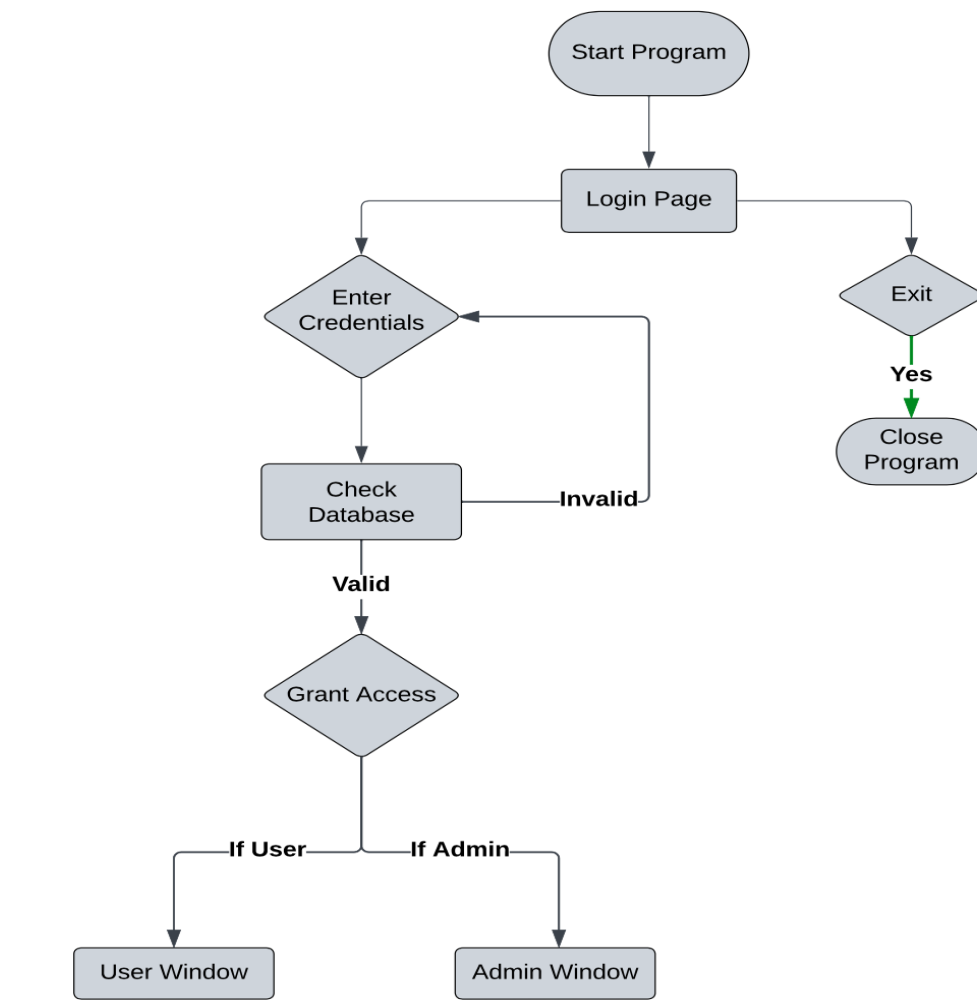 Start Program
Login Page
Enter
Credentials
Exit
Yes
Close
Program
Check
Database
Invalid
Valid
Grant Access
If User
If Admin
User Window
Admin Window